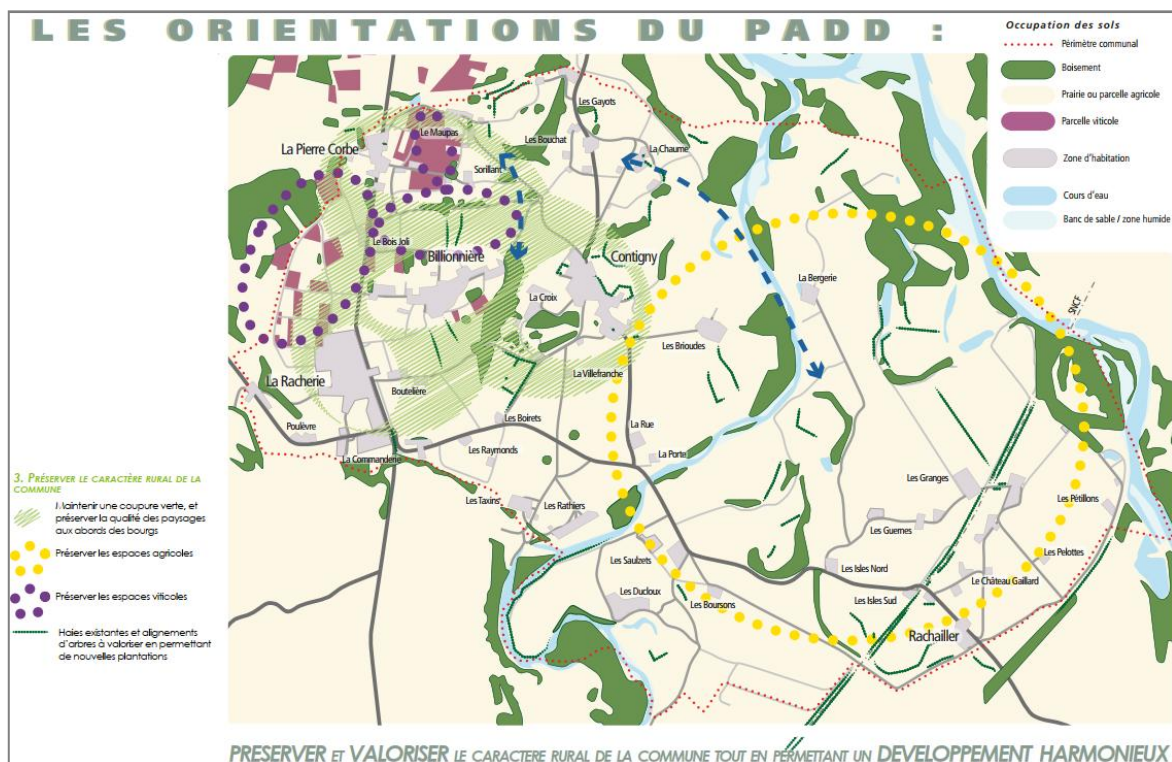 LES ORIENTATIONS DU PADD :
Occupation des sols
Périmètre communal
Boisement
Prairie ou parcelle agricole
Parcelle viticole
Zone d'habitation
Cours d'eau
Banc de sable / zone humide
Les Gayots
Le Maupas
Les Bouchat
La Pierre Corbe
La Chaume
Sorillant
Le Bois Joli
Billionnière
Contigny
La Bergerie
SNCF
La Croix
Les Brioudes
La Racherie
La Villefranche
Boutelière
Les Boirets
Poulèvre
La Rue
La Commanderie
Les Raymonds
La Porte
Les Granges
Les Taxins
Les Rathiers
Les Pétillons
Les Guernes
Les Saulzets
Les Isles Nord
Les Pelottes
Le Château Gaillard
Les Ducloux
Les Boursons
Les Isles Sud
Rachailler
3. PRÉSERVER LE CARACTÈRE RURAL DE LA
COMMUNE
Maintenir une coupure verte, et
préserver la qualité des paysages
aux abords des bourgs
Préserver les espaces agricoles
Préserver les espaces viticoles
Haies existantes et alignements
d'arbres à valoriser en permettant
de nouvelles plantations
PRESERVER ET VALORISER LE CARACTERE RURAL DE LA COMMUNE TOUT EN PERMETTANT UN DEVELOPPEMENT HARMONIEUX